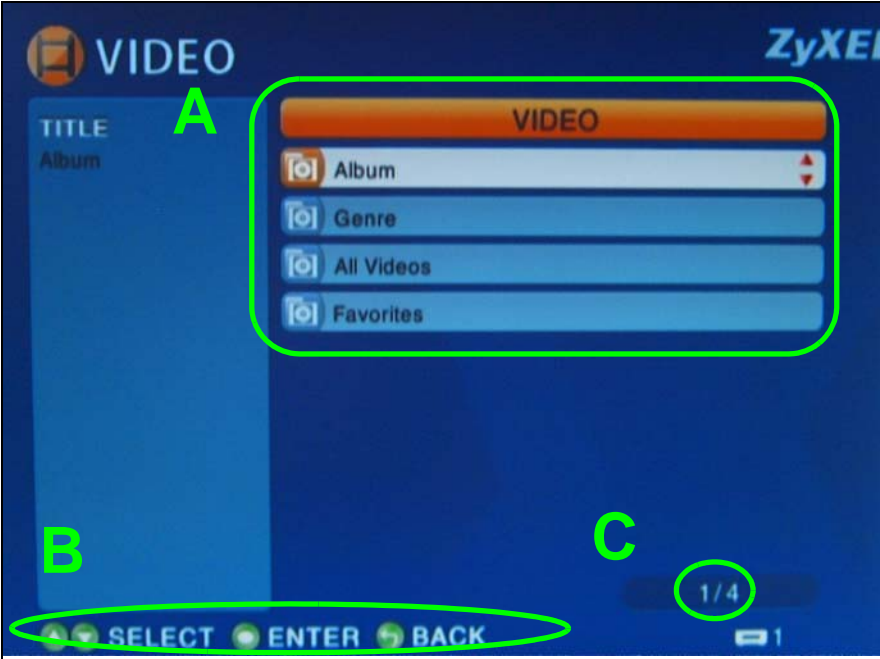 VIDEO
ZyXEL
A
TITLE
Album
VIDEO
Album
Genre
All Videos
Favorites
B
C
1/4
SELECT ENTER BACK
1